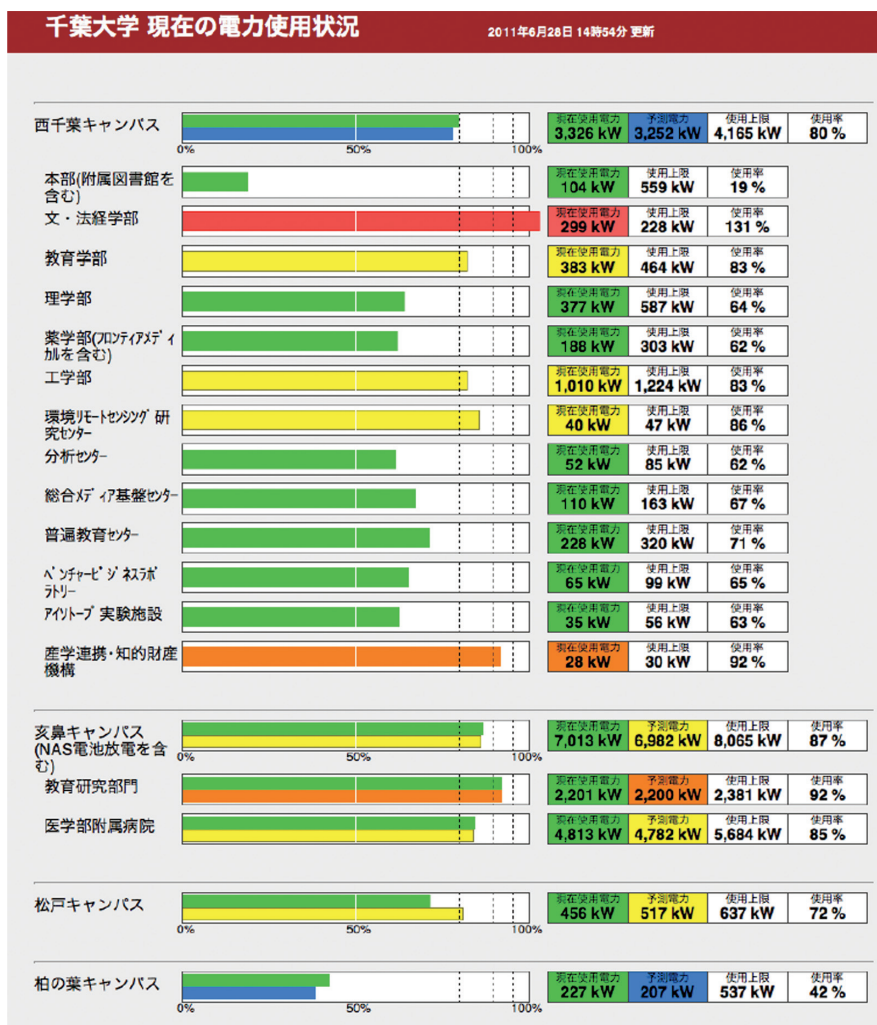 千葉大学 現在の電力使用状況
2011年6月28日 14時54分 更新
西千葉キャンパス
現在使用電力 予測電力 使用上限 使用率
3,326 kW 3,252 kW 4,165 kW 80 %
0% 50% 100%
本部(附属図書館を
含む)
現在使用電力 使用上限 使用率
104 kW 559 kW 19 %
文・法経学部
現在使用電力 使用上限 使用率
299 kW 228 kW 131 %
教育学部
現在使用電力 使用上限 使用率
383 kW 464 kW 83 %
理学部
現在使用電力 使用上限 使用率
377 kW 587 kW 64 %
薬学部(フロンティアメディ
カルを含む)
現在使用電力 使用上限 使用率
188 kW 303 kW 62 %
工学部
現在使用電力 使用上限 使用率
1,010 kW 1,224 kW 83 %
環境リモートセンシング 研
究センター
現在使用電力 使用上限 使用率
40 kW 47 kW 86 %
分析センター
現在使用電力 使用上限 使用率
52 kW 85 kW 62 %
総合メディア基盤センター
現在使用電力 使用上限 使用率
110 kW 163 kW 67 %
普遍教育センター
現在使用電力 使用上限 使用率
228 kW 320 kW 71 %
ベンチャービジネスラボ
ラトリー
現在使用電力 使用上限 使用率
65 kW 99 kW 65 %
アイソトープ 実験施設
現在使用電力 使用上限 使用率
35 kW 56 kW 63 %
産学連携・知的財産
機構
現在使用電力 使用上限 使用率
28 kW 30 kW 92 %
亥鼻キャンパス
(NAS電池放電を含
む)
現在使用電力 予測電力 使用上限 使用率
7,013 kW 6,982 kW 8,065 kW 87 %
0% 50% 100%
教育研究部門
現在使用電力 予測電力 使用上限 使用率
2,201 kW 2,200 kW 2,381 kW 92 %
医学部附属病院
現在使用電力 予測電力 使用上限 使用率
4,813 kW 4,782 kW 5,684 kW 85 %
松戸キャンパス
現在使用電力 予測電力 使用上限 使用率
456 kW 517 kW 637 kW 72 %
0% 50% 100%
柏の葉キャンパス
現在使用電力 予測電力 使用上限 使用率
227 kW 207 kW 537 kW 42 %
0% 50% 100%